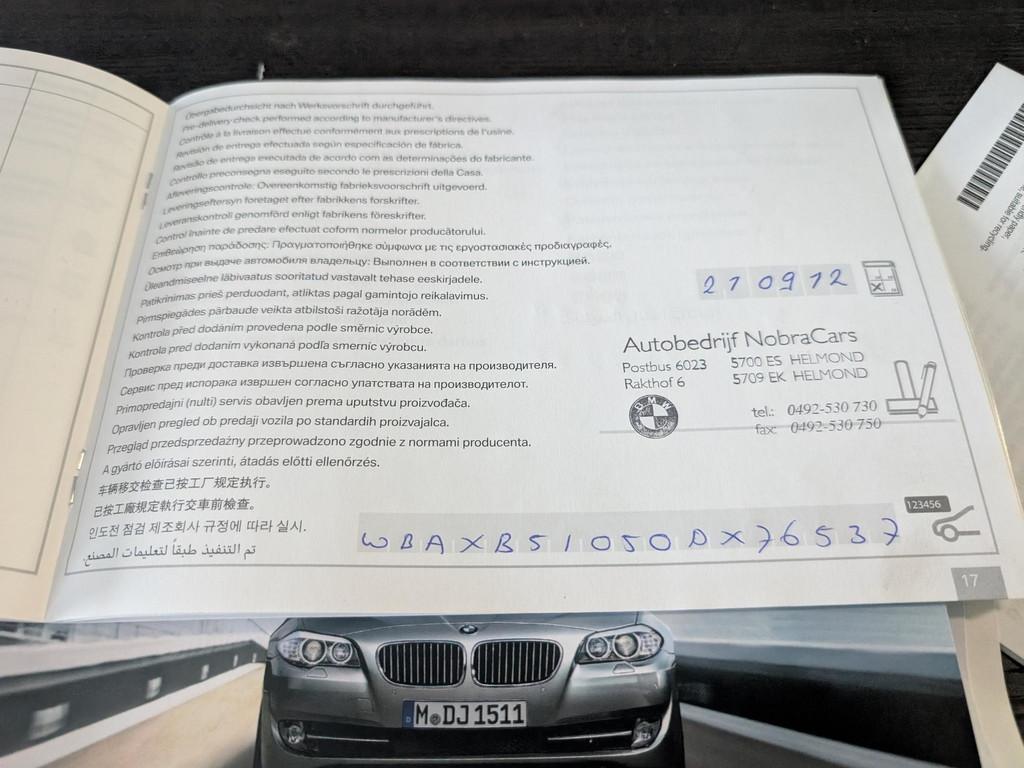 Übergabedurchsicht nach Werksvorschrift durchgeführt.
Pre-delivery check performed according to manufacturer's directives.
Contrôle à la livraison effectué conformément aux prescriptions de l'usine.
Revisión de entrega efectuada según especificación de fábrica.
Revisão de entrega executada de acordo com as determinações do fabricante.
Controllo preconsegna eseguito secondo le prescrizioni della Casa.
Afleveringscontrole: Overeenkomstig fabrieksvoorschrift uitgevoerd.
Leveringseftersyn foretaget efter fabrikkens forskrifter.
Leveranskontroll genomförd enligt fabrikens föreskrifter.
Control înainte de predare efectuat coform normelor producătorului.
Επιθεώρηση παράδοσης: Πραγματοποιήθηκε σύμφωνα με τις εργοστασιακές προδιαγραφές.
Осмотр при выдаче автомобиля владельцу: Выполнен в соответствии с инструкцией.
Üleandmiseelne läbivaatus sooritatud vastavalt tehase eeskirjadele.
Patikrinimas prieš perduodant, atliktas pagal gamintojo reikalavimus.
Pirmspiegādes pārbaude veikta atbilstoši ražotāja norādēm.
Kontrola před dodáním provedena podle směrnic výrobce.
Kontrola pred dodaním vykonaná podľa smerníc výrobcu.
Проверка преди доставка извършена съгласно указанията на производителя.
Сервис пред испорака извршен согласно упатствата на производителот.
Primopredajni (nulti) servis obavljen prema uputstvu proizvođača.
Opravljen pregled ob predaji vozila po standardih proizvajalca.
Przegląd przedsprzedażny przeprowadzono zgodnie z normami producenta.
A gyártó előírásai szerinti, átadás előtti ellenőrzés.
车辆移交检查已按工厂规定执行。
已按工廠規定執行交車前檢查。
인도전 점검 제조회사 규정에 따라 실시.
تم التنفيذ طبقاً لتعليمات المصنع.
210912
Autobedrijf NobraCars
Postbus 6023 5700 ES HELMOND
Rakthof 6 5709 EK HELMOND
BMW
tel.: 0492-530 730
fax: 0492-530 750
123456
WBAXB51050DX76537
17
M DJ 1511
suitable for recycling